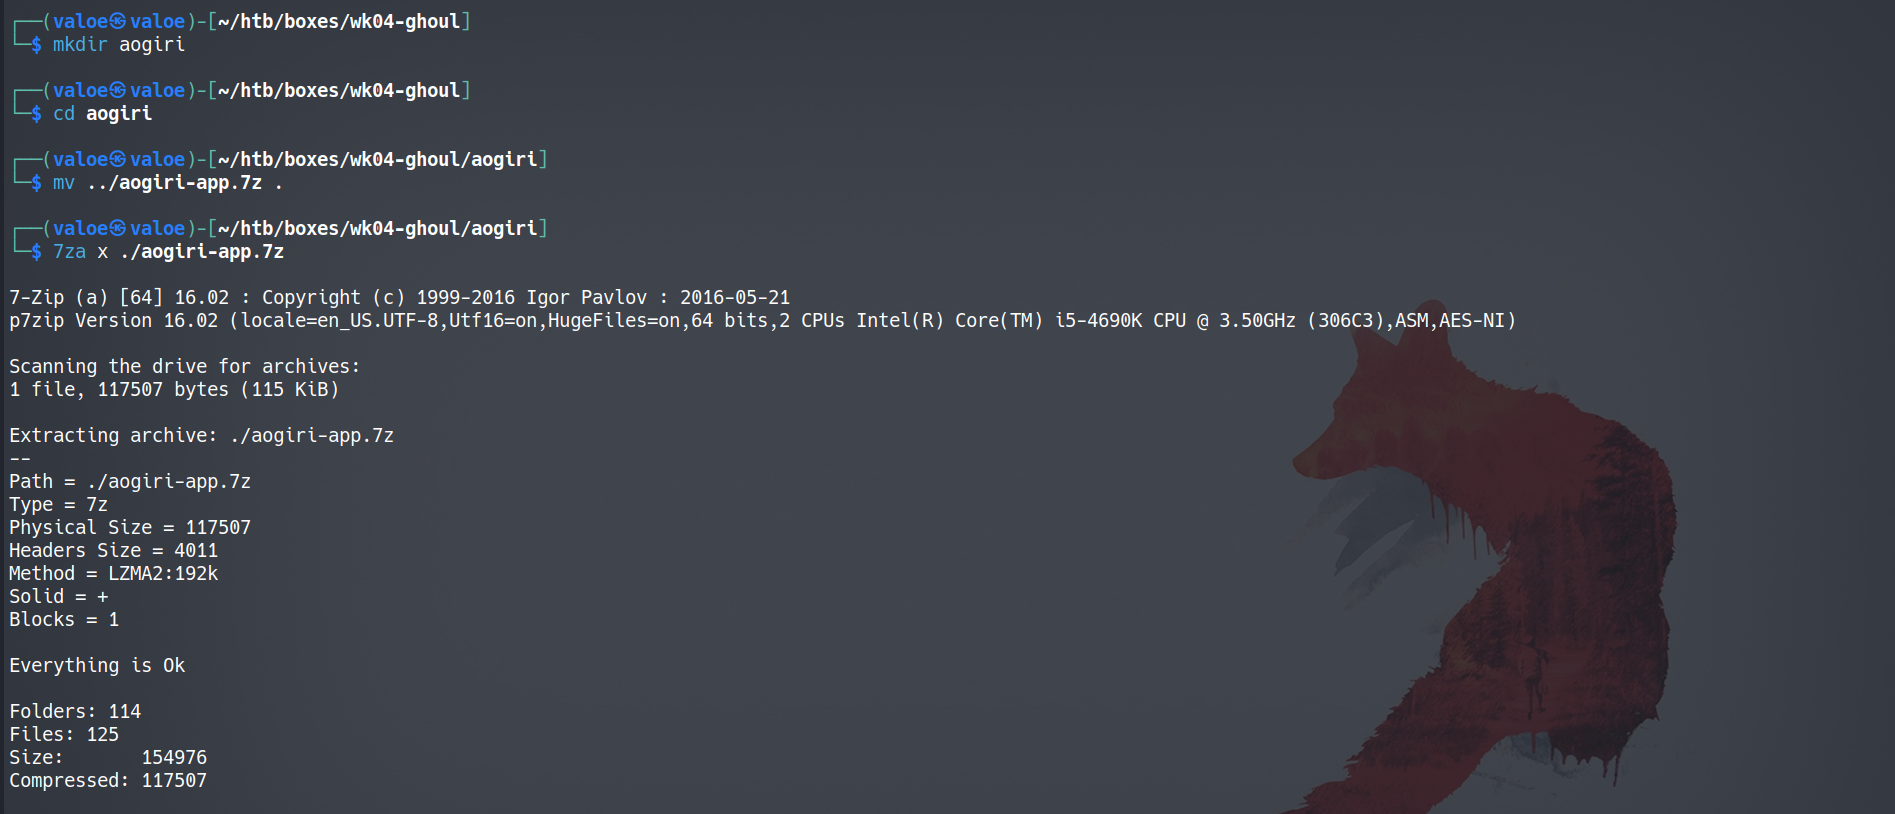 ┌──(valoe㉿valoe)-[~/htb/boxes/wk04-ghoul]
└─$ mkdir aogiri
┌──(valoe㉿valoe)-[~/htb/boxes/wk04-ghoul]
└─$ cd aogiri
┌──(valoe㉿valoe)-[~/htb/boxes/wk04-ghoul/aogiri]
└─$ mv ../aogiri-app.7z .
┌──(valoe㉿valoe)-[~/htb/boxes/wk04-ghoul/aogiri]
└─$ 7za x ./aogiri-app.7z
7-Zip (a) [64] 16.02 : Copyright (c) 1999-2016 Igor Pavlov : 2016-05-21
p7zip Version 16.02 (locale=en_US.UTF-8,Utf16=on,HugeFiles=on,64 bits,2 CPUs Intel(R) Core(TM) i5-4690K CPU @ 3.50GHz (306C3),ASM,AES-NI)
Scanning the drive for archives:
1 file, 117507 bytes (115 KiB)
Extracting archive: ./aogiri-app.7z
--
Path = ./aogiri-app.7z
Type = 7z
Physical Size = 117507
Headers Size = 4011
Method = LZMA2:192k
Solid = +
Blocks = 1
Everything is Ok
Folders: 114
Files: 125
Size:       154976
Compressed: 117507